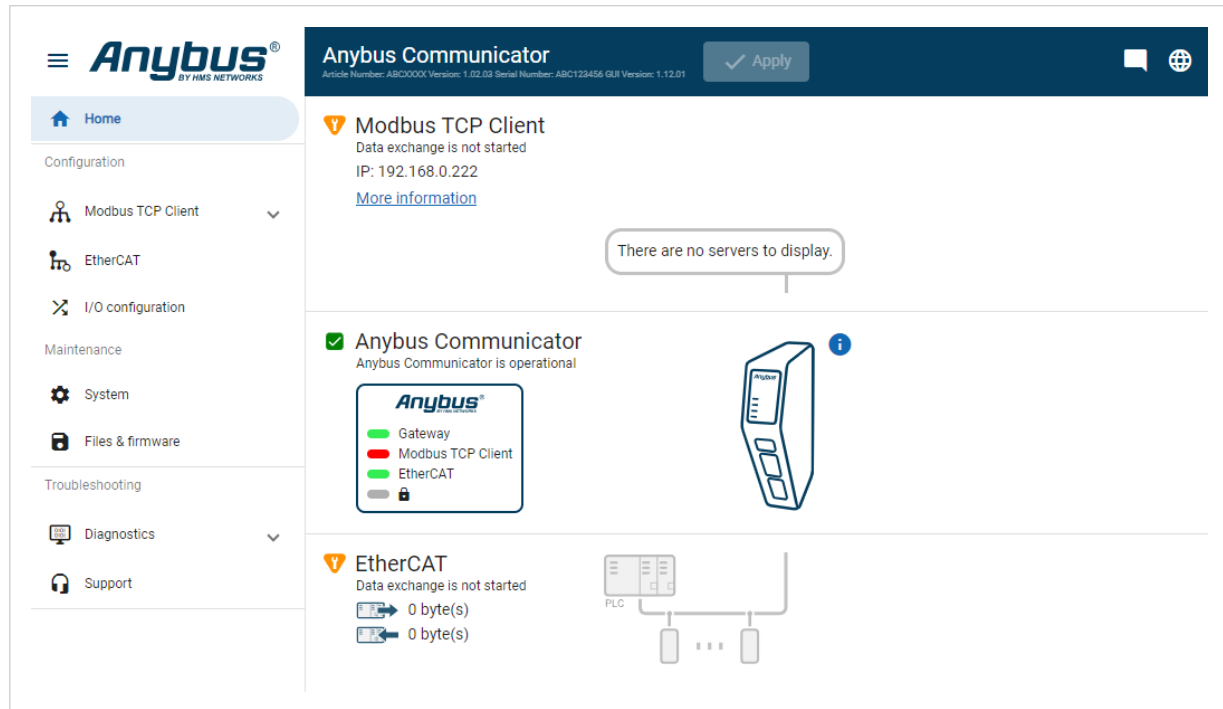 Anybus®
BY HMS NETWORKS
Anybus Communicator
Article Number: ABCXXXX Version: 1.02.03 Serial Number: ABC123456 GUI Version: 1.12.01
Apply
Home
Configuration
Modbus TCP Client
EtherCAT
I/O configuration
Maintenance
System
Files & firmware
Troubleshooting
Diagnostics
Support
Modbus TCP Client
Data exchange is not started
IP: 192.168.0.222
More information
There are no servers to display.
Anybus Communicator
Anybus Communicator is operational
Anybus®
BY HMS NETWORKS
Gateway
Modbus TCP Client
EtherCAT
Anybus
EtherCAT
Data exchange is not started
0 byte(s)
0 byte(s)
PLC